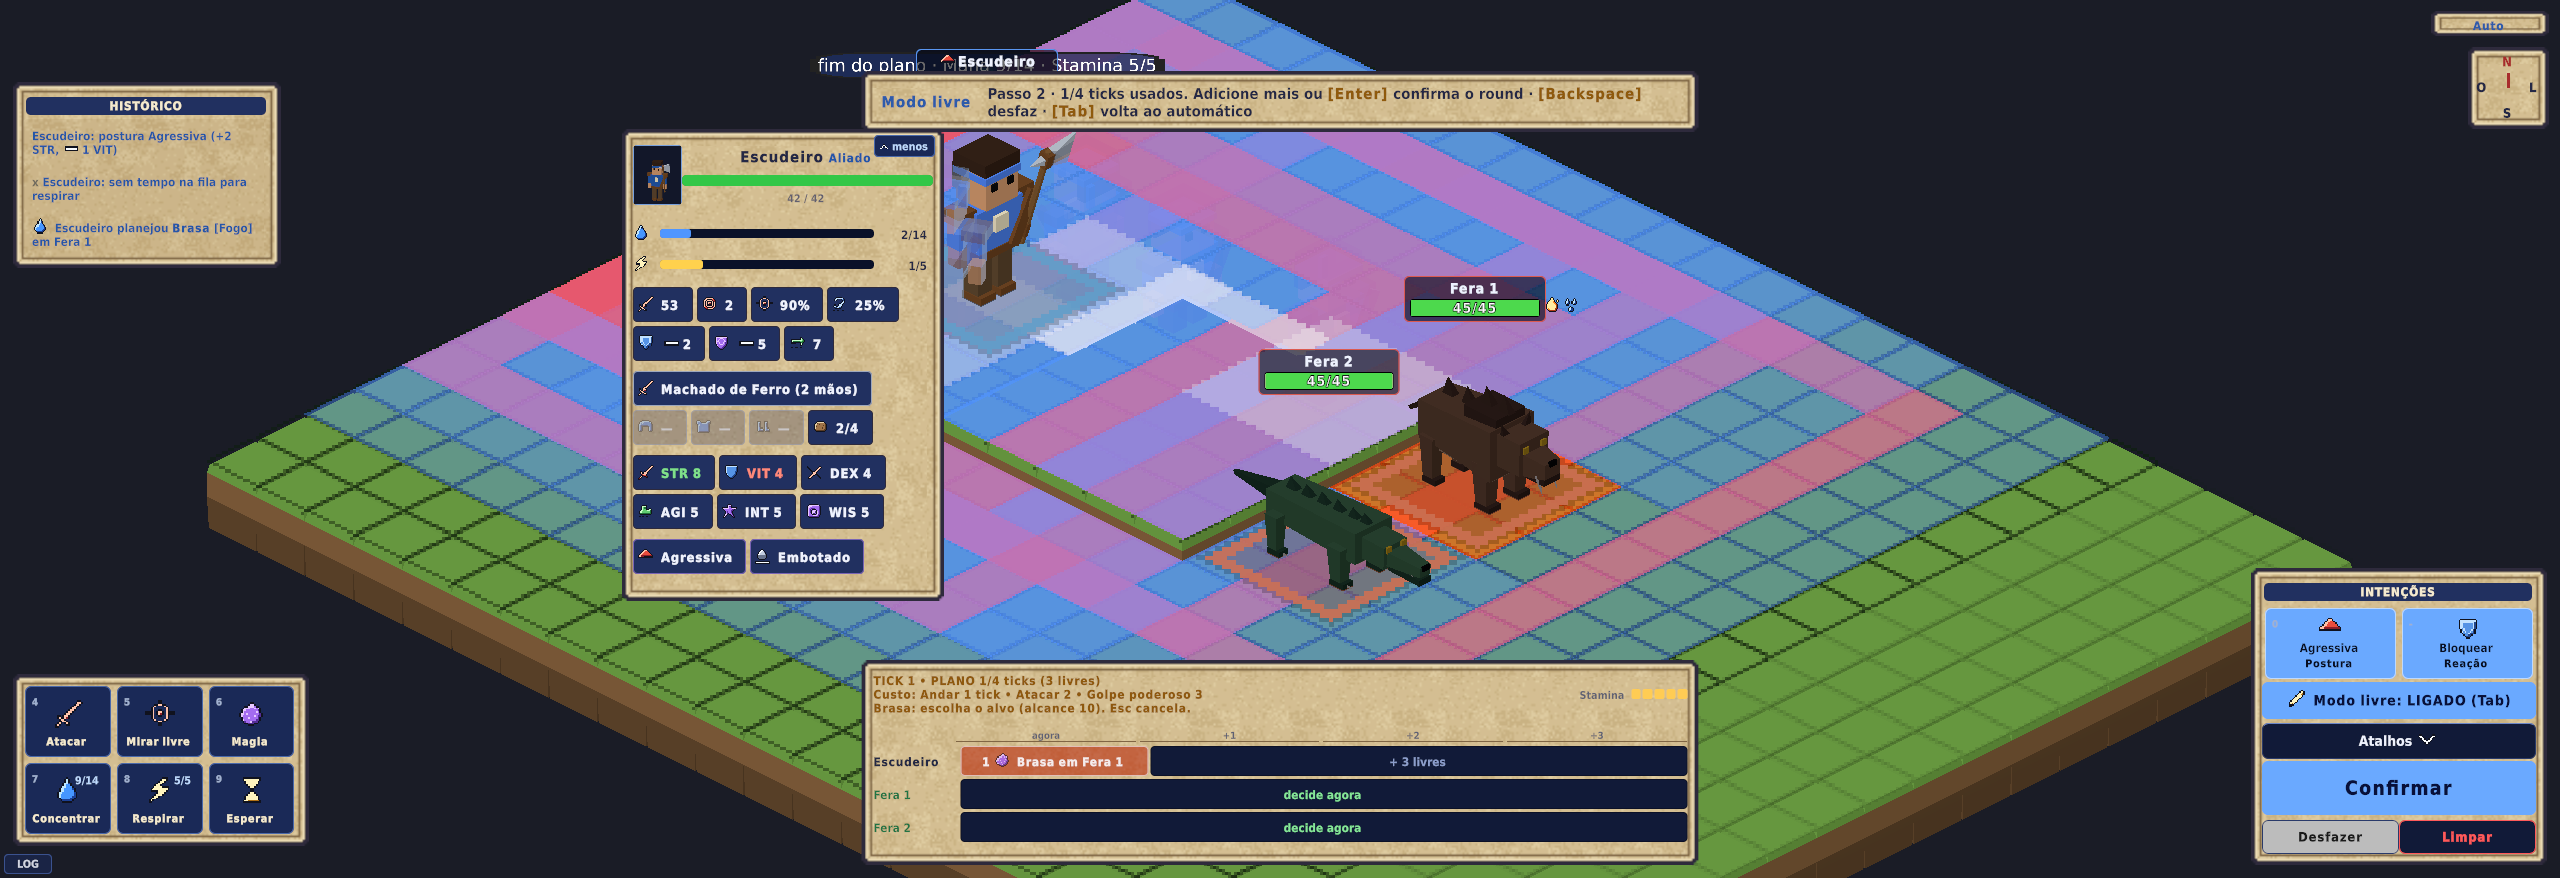 Auto
N
O L
S
fim do plano · Mana 9/14 · Stamina 5/5
Escudeiro
Modo livre
Passo 2 · 1/4 ticks usados. Adicione mais ou [Enter] confirma o round · [Backspace]
desfaz · [Tab] volta ao automático
HISTÓRICO
Escudeiro: postura Agressiva (+2
STR, — 1 VIT)
x Escudeiro: sem tempo na fila para
respirar
Escudeiro planejou Brasa [Fogo]
em Fera 1
menos
Escudeiro Aliado
42 / 42
2/14
1/5
53 2 90% 25%
— 2 — 5 7
Machado de Ferro (2 mãos)
— — — 2/4
STR 8 VIT 4 DEX 4
AGI 5 INT 5 WIS 5
Agressiva Embotado
Fera 1
45/45
Fera 2
45/45
4 Atacar
5 Mirar livre
6 Magia
7 9/14 Concentrar
8 5/5 Respirar
9 Esperar
LOG
TICK 1 • PLANO 1/4 ticks (3 livres)
Custo: Andar 1 tick • Atacar 2 • Golpe poderoso 3
Brasa: escolha o alvo (alcance 10). Esc cancela.
Stamina
agora +1 +2 +3
Escudeiro 1 Brasa em Fera 1 + 3 livres
Fera 1 decide agora
Fera 2 decide agora
INTENÇÕES
Agressiva
Postura
Bloquear
Reação
Modo livre: LIGADO (Tab)
Atalhos
Confirmar
Desfazer Limpar